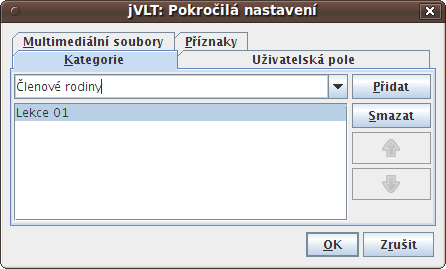 jVLT: Pokročilá nastavení
Multimediální soubory
Příznaky
Kategorie
Uživatelská pole
Členové rodiny
Přidat
Lekce 01
Smazat
OK
Zrušit